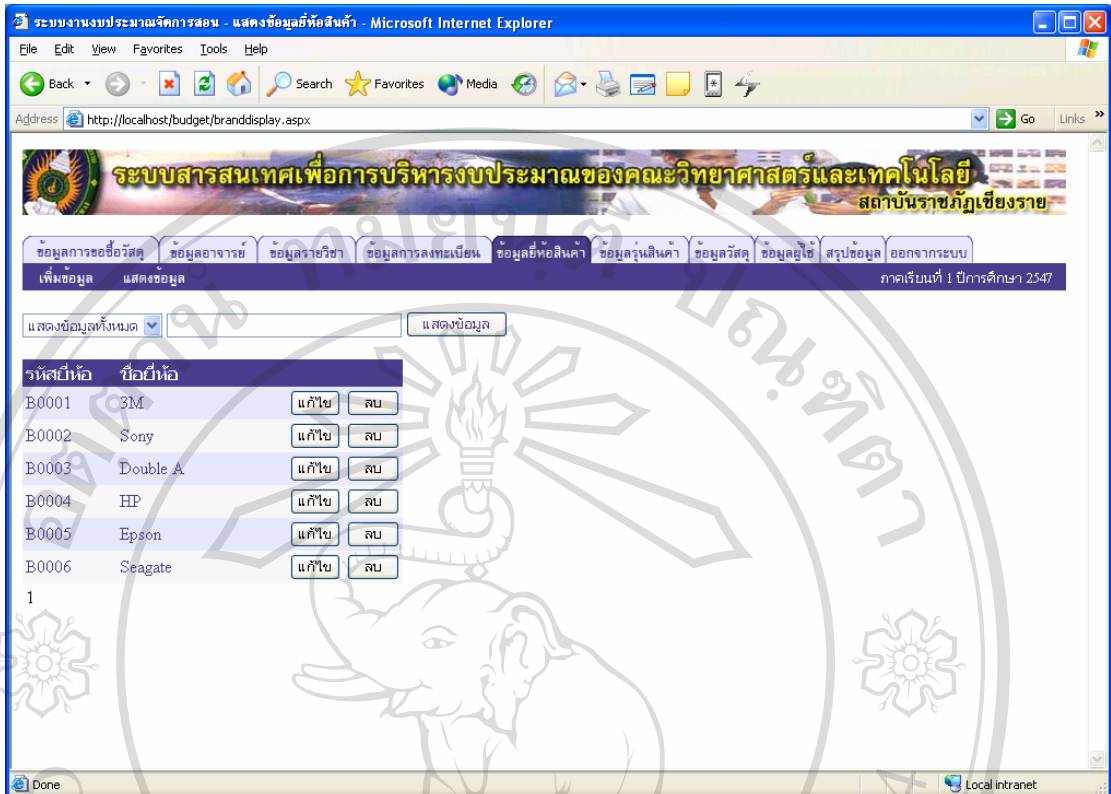 ระบบงานงบประมาณจัดการสอน - แสดงข้อมูลยี่ห้อสินค้า - Microsoft Internet Explorer
File Edit View Favorites Tools Help
Back Search Favorites Media
Address http://localhost/budget/branddisplay.aspx Go Links »
ระบบสารสนเทศเพื่อการบริหารงบประมาณของคณะวิทยาศาสตร์และเทคโนโลยี
สถาบันราชภัฏเชียงราย
ข้อมูลการขอซื้อวัสดุ ข้อมูลอาจารย์ ข้อมูลรายวิชา ข้อมูลการลงทะเบียน ข้อมูลยี่ห้อสินค้า ข้อมูลรุ่นสินค้า ข้อมูลวัสดุ ข้อมูลผู้ใช้ สรุปข้อมูล ออกจากระบบ
เพิ่มข้อมูล แสดงข้อมูล ภาคเรียนที่ 1 ปีการศึกษา 2547
แสดงข้อมูลทั้งหมด แสดงข้อมูล
รหัสยี่ห้อ ชื่อยี่ห้อ
B0001 3M แก้ไข ลบ
B0002 Sony แก้ไข ลบ
B0003 Double A แก้ไข ลบ
B0004 HP แก้ไข ลบ
B0005 Epson แก้ไข ลบ
B0006 Seagate แก้ไข ลบ
1
Done Local intranet